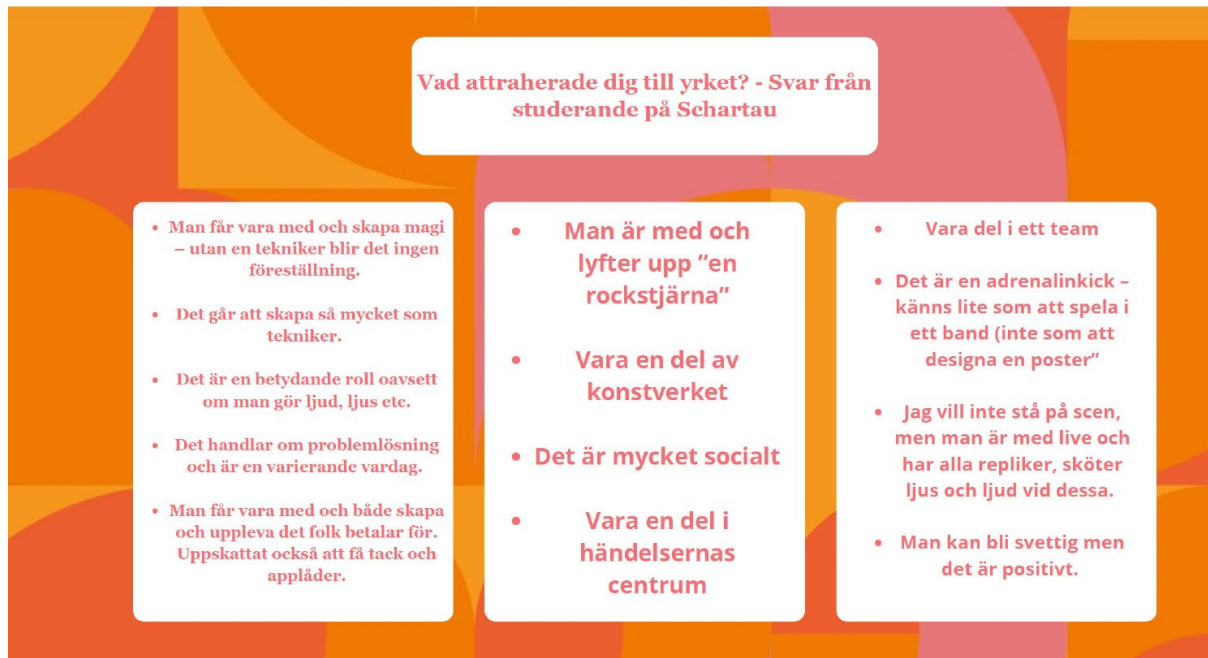 Vad attraherade dig till yrket? - Svar från
studerande på Schartau
• Man får vara med och skapa magi
– utan en tekniker blir det ingen
föreställning.
• Det går att skapa så mycket som
tekniker.
• Det är en betydande roll oavsett
om man gör ljud, ljus etc.
• Det handlar om problemlösning
och är en varierande vardag.
• Man får vara med och både skapa
och uppleva det folk betalar för.
Uppskattat också att få tack och
applåder.
• Man är med och
lyfter upp ”en
rockstjärna”
• Vara en del av
konstverket
• Det är mycket socialt
• Vara en del i
händelsernas
centrum
• Vara del i ett team
• Det är en adrenalinkick –
känns lite som att spela i
ett band (inte som att
designa en poster”
• Jag vill inte stå på scen,
men man är med live och
har alla repliker, sköter
ljus och ljud vid dessa.
• Man kan bli svettig men
det är positivt.